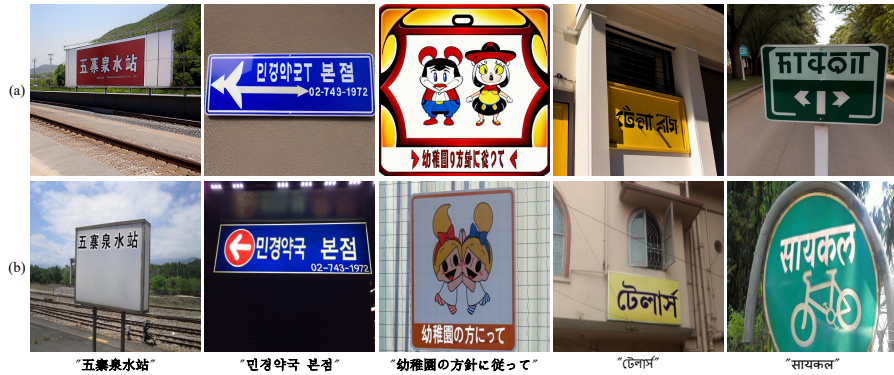 (a)
五寨泉水站
민경약국T 본점
02-743-1972
幼稚園9方針に従って
(b)
五寨泉水站
민경약국 본점
02-743-1972
幼稚園の方にって
টেলার্স
सायकल
"五寨泉水站"
"민경약국 본점"
"幼稚園の方針に従って"
"টেলার্স"
"सायकल"